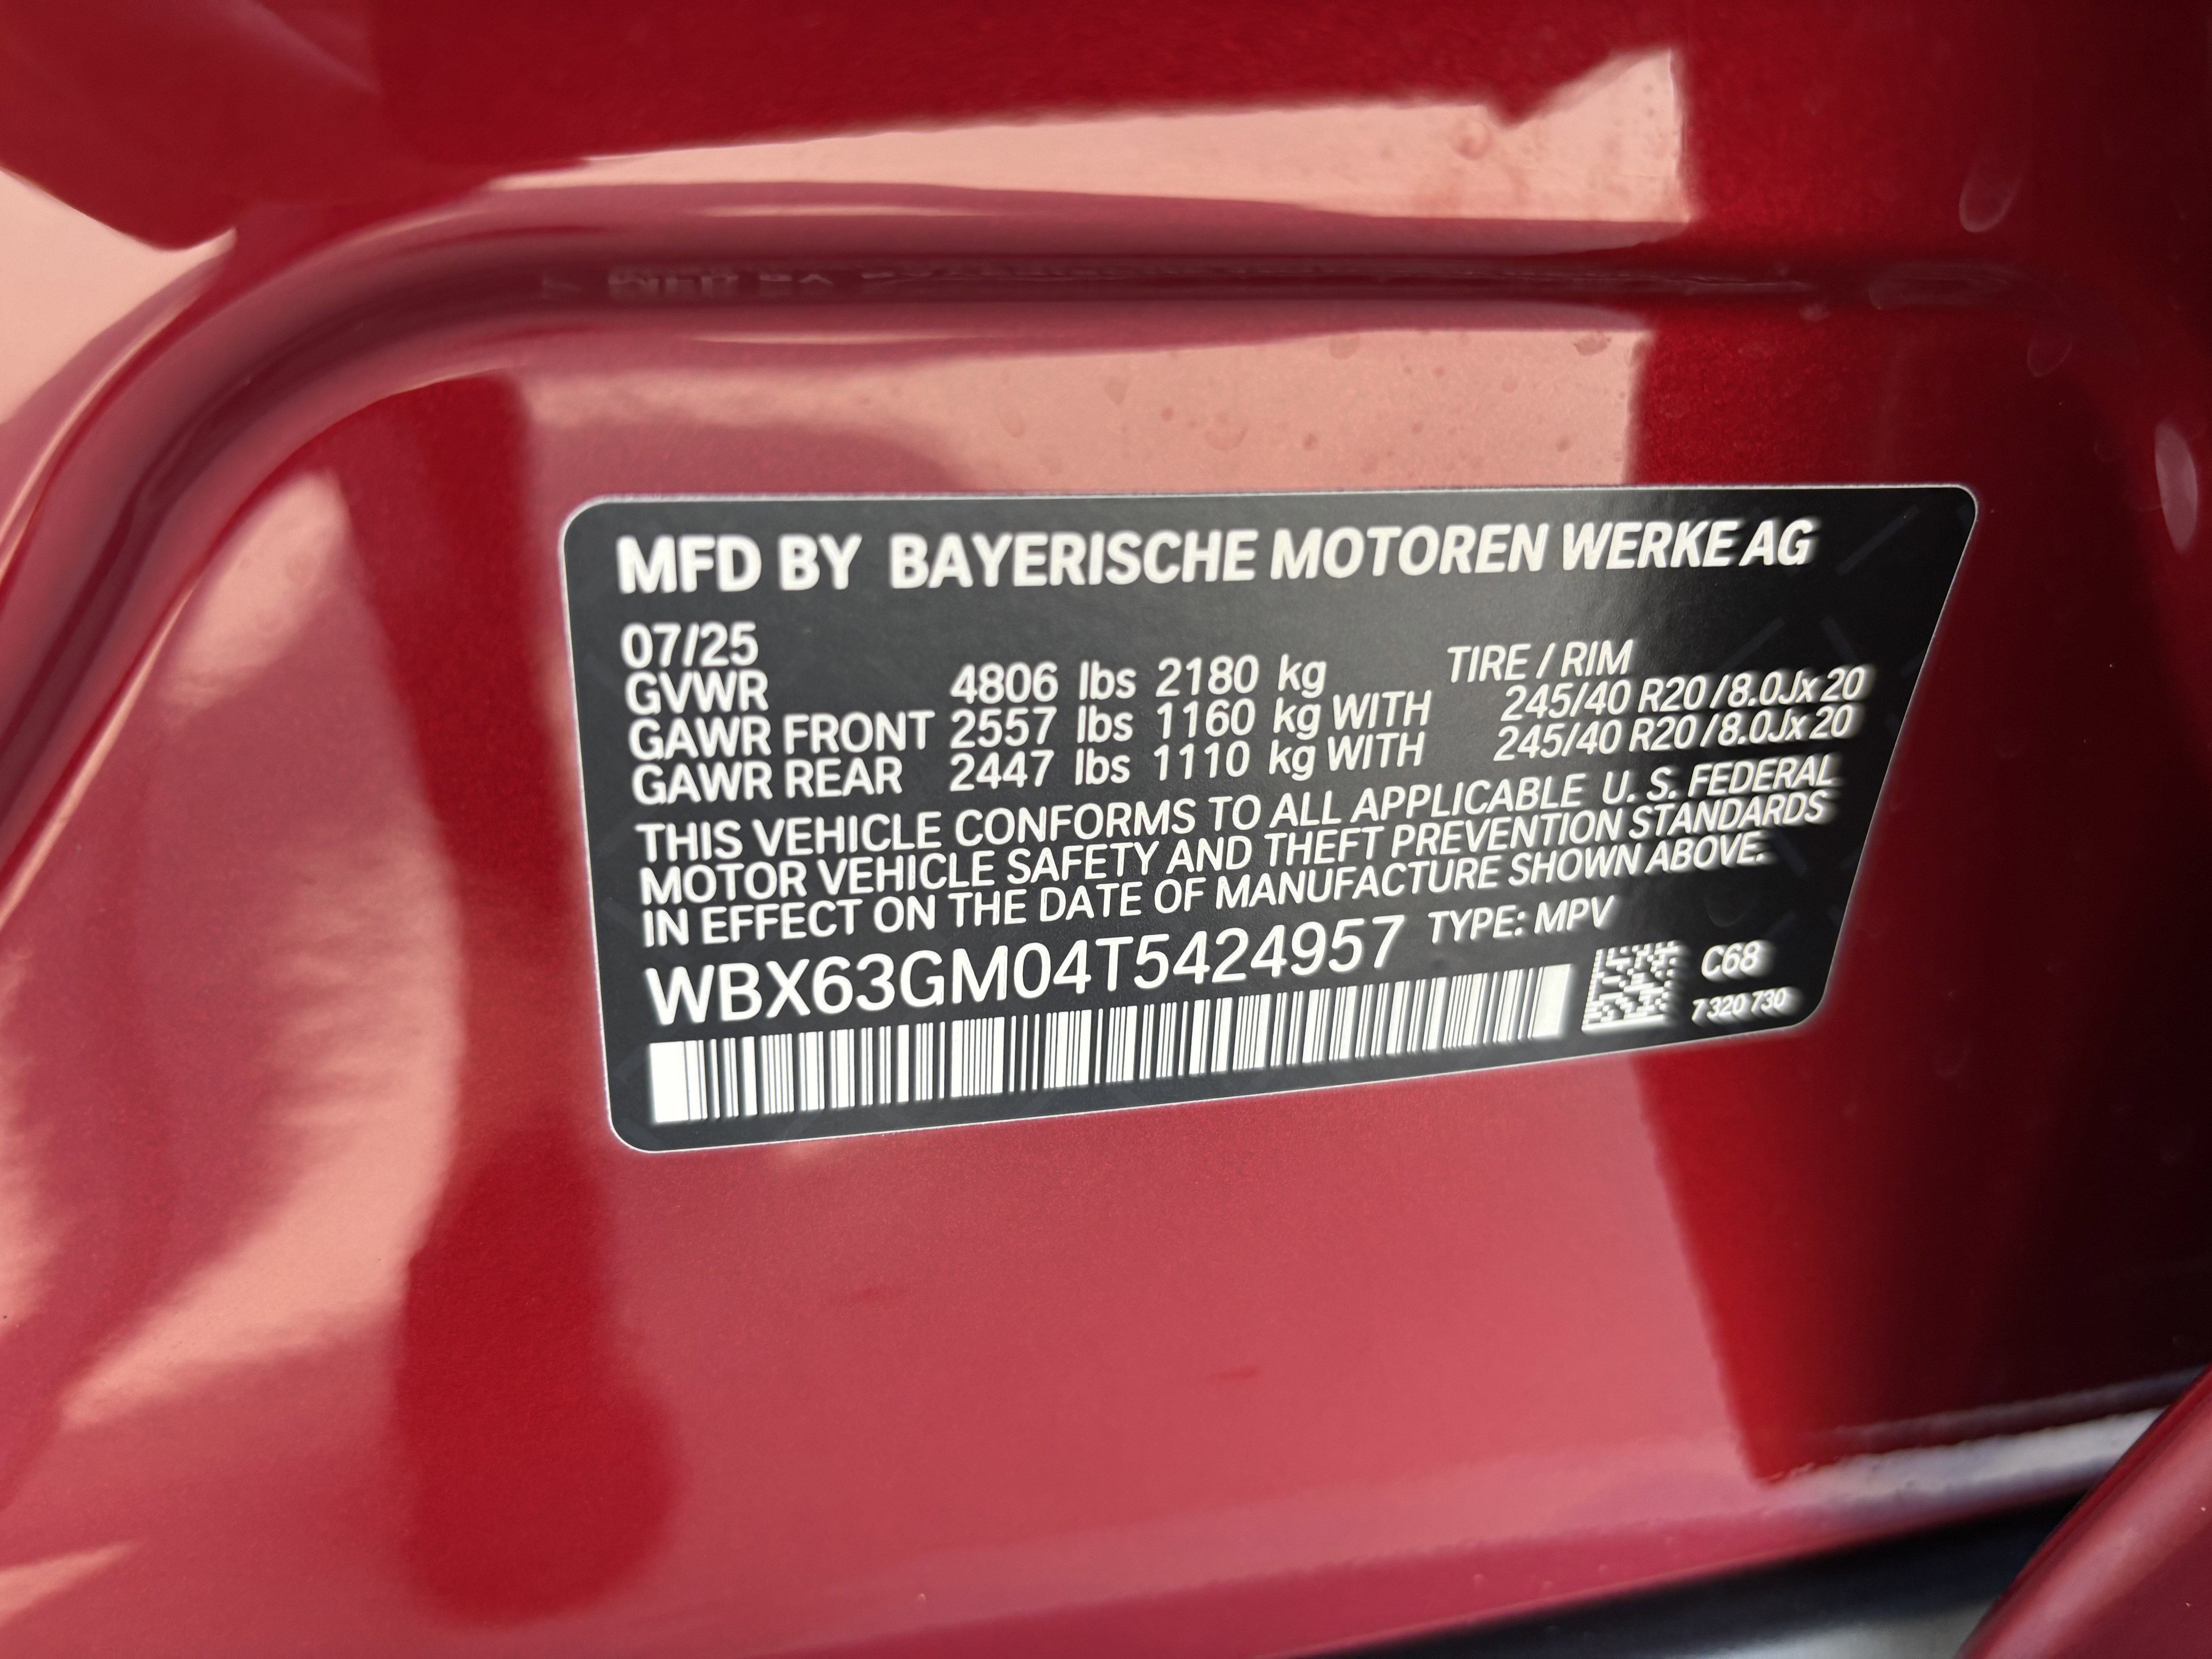 MFD BY BAYERISCHE MOTOREN WERKE AG
07/25
GVWR 4806 lbs 2180 kg TIRE / RIM
GAWR FRONT 2557 lbs 1160 kg WITH 245/40 R20 / 8.0Jx20
GAWR REAR 2447 lbs 1110 kg WITH 245/40 R20 / 8.0Jx20
THIS VEHICLE CONFORMS TO ALL APPLICABLE U. S. FEDERAL
MOTOR VEHICLE SAFETY AND THEFT PREVENTION STANDARDS
IN EFFECT ON THE DATE OF MANUFACTURE SHOWN ABOVE.
WBX63GM04T5424957 TYPE: MPV
C68
7 320 730